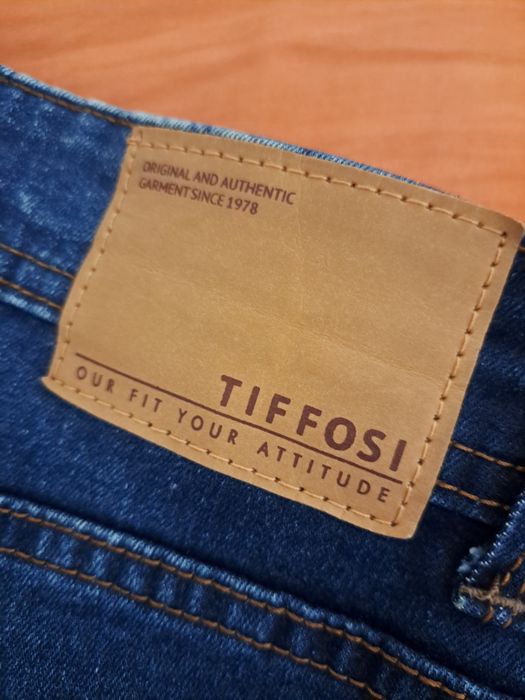 ORIGINAL AND AUTHENTIC
GARMENT SINCE 1978
TIFFOSI
OUR FIT YOUR ATTITUDE